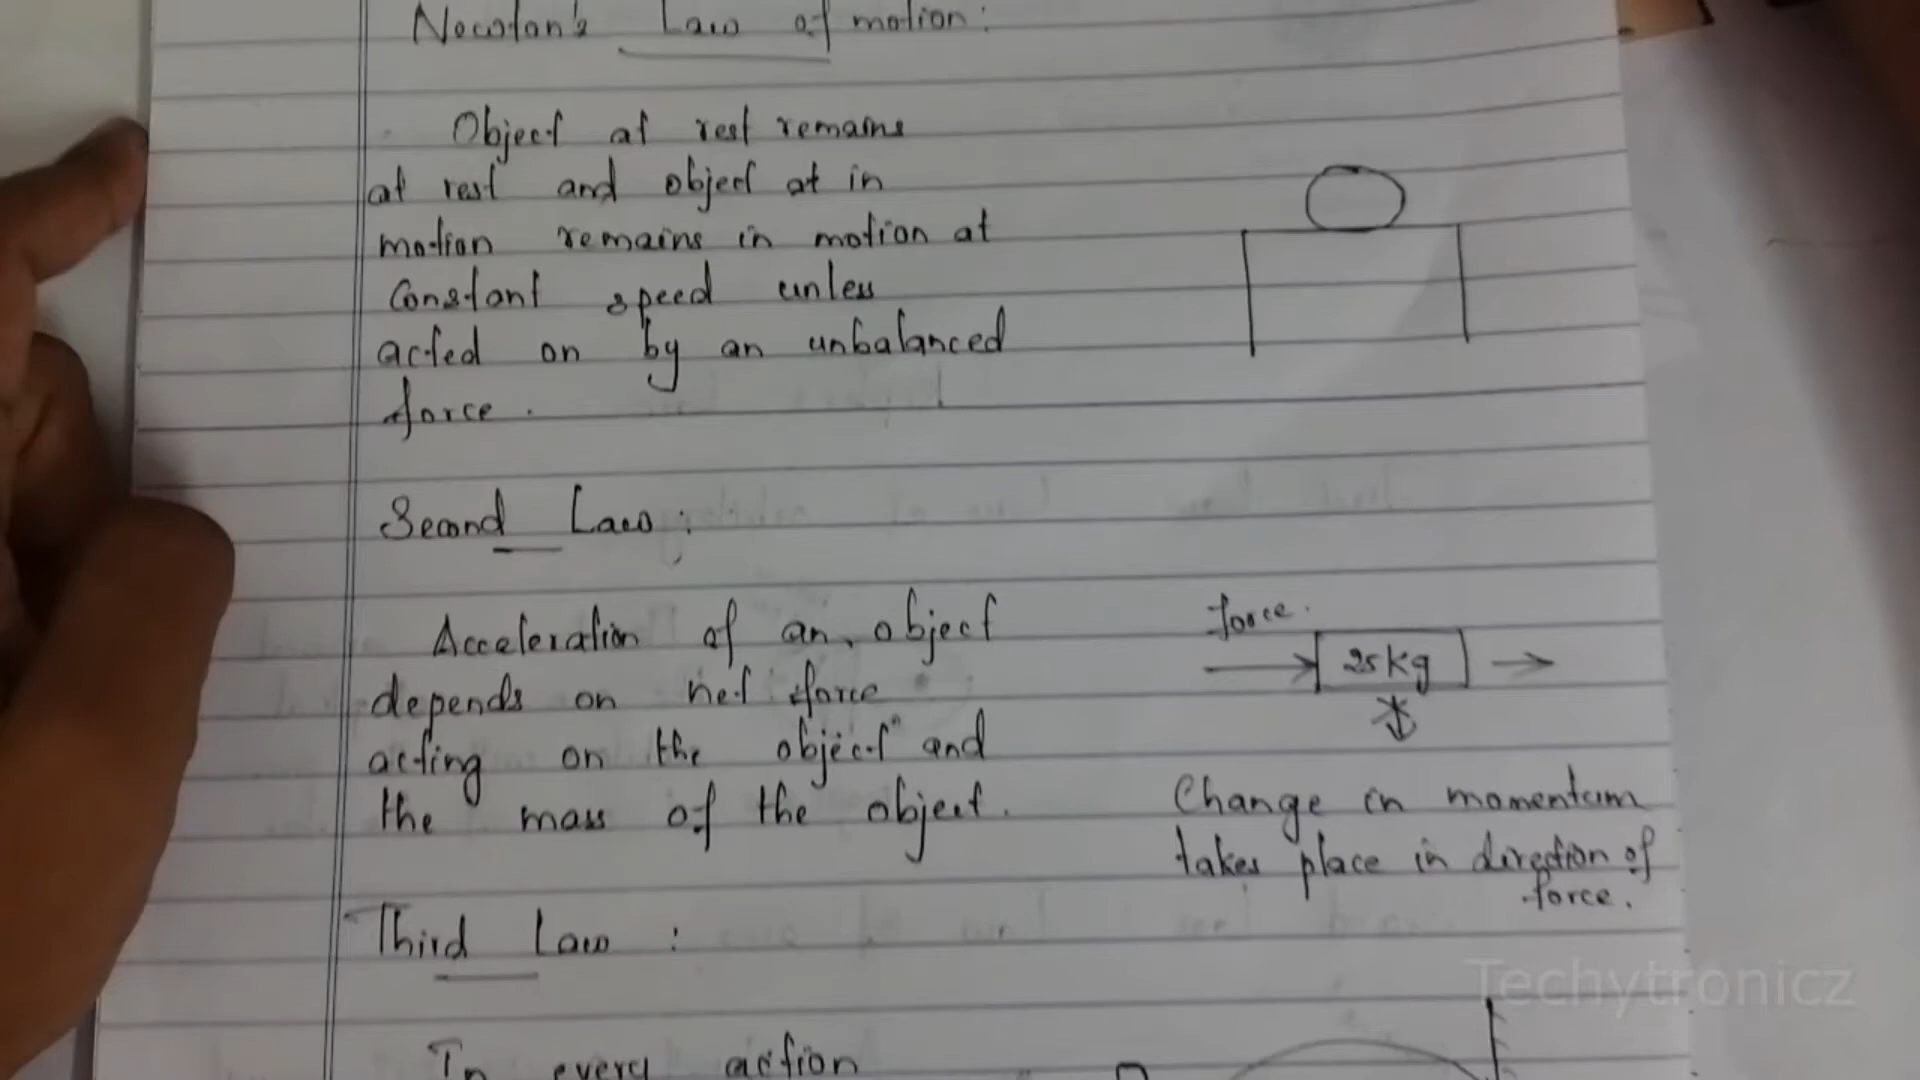 Newton's Law of motion:
Object at rest remains
at rest and object at in
motion remains in motion at
Constant speed unless
acted on by an unbalanced
force.
Second Law:
Acceleration of an object
depends on net force
acting on the object and
the mass of the object.
force.
25kg
Change in momentum
takes place in direction of
force.
Third Law:
In every action
Techytronicz